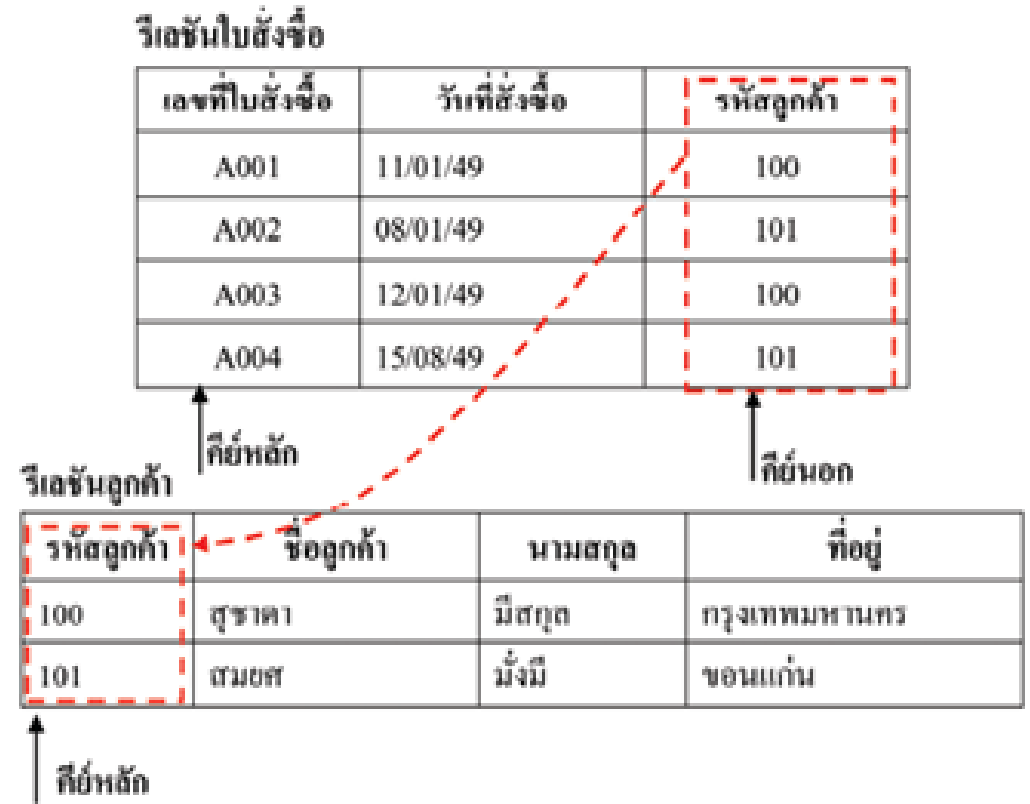 รีเลชันใบสั่งซื้อ
เลขที่ใบสั่งซื้อ วันที่สั่งซื้อ รหัสลูกค้า
A001 11/01/49 100
A002 08/01/49 101
A003 12/01/49 100
A004 15/08/49 101
คีย์หลัก คีย์นอก
รีเลชันลูกค้า
รหัสลูกค้า ชื่อลูกค้า นามสกุล ที่อยู่
100 สุชาดา มีสกุล กรุงเทพมหานคร
101 สมยศ มั่งมี ขอนแก่น
คีย์หลัก